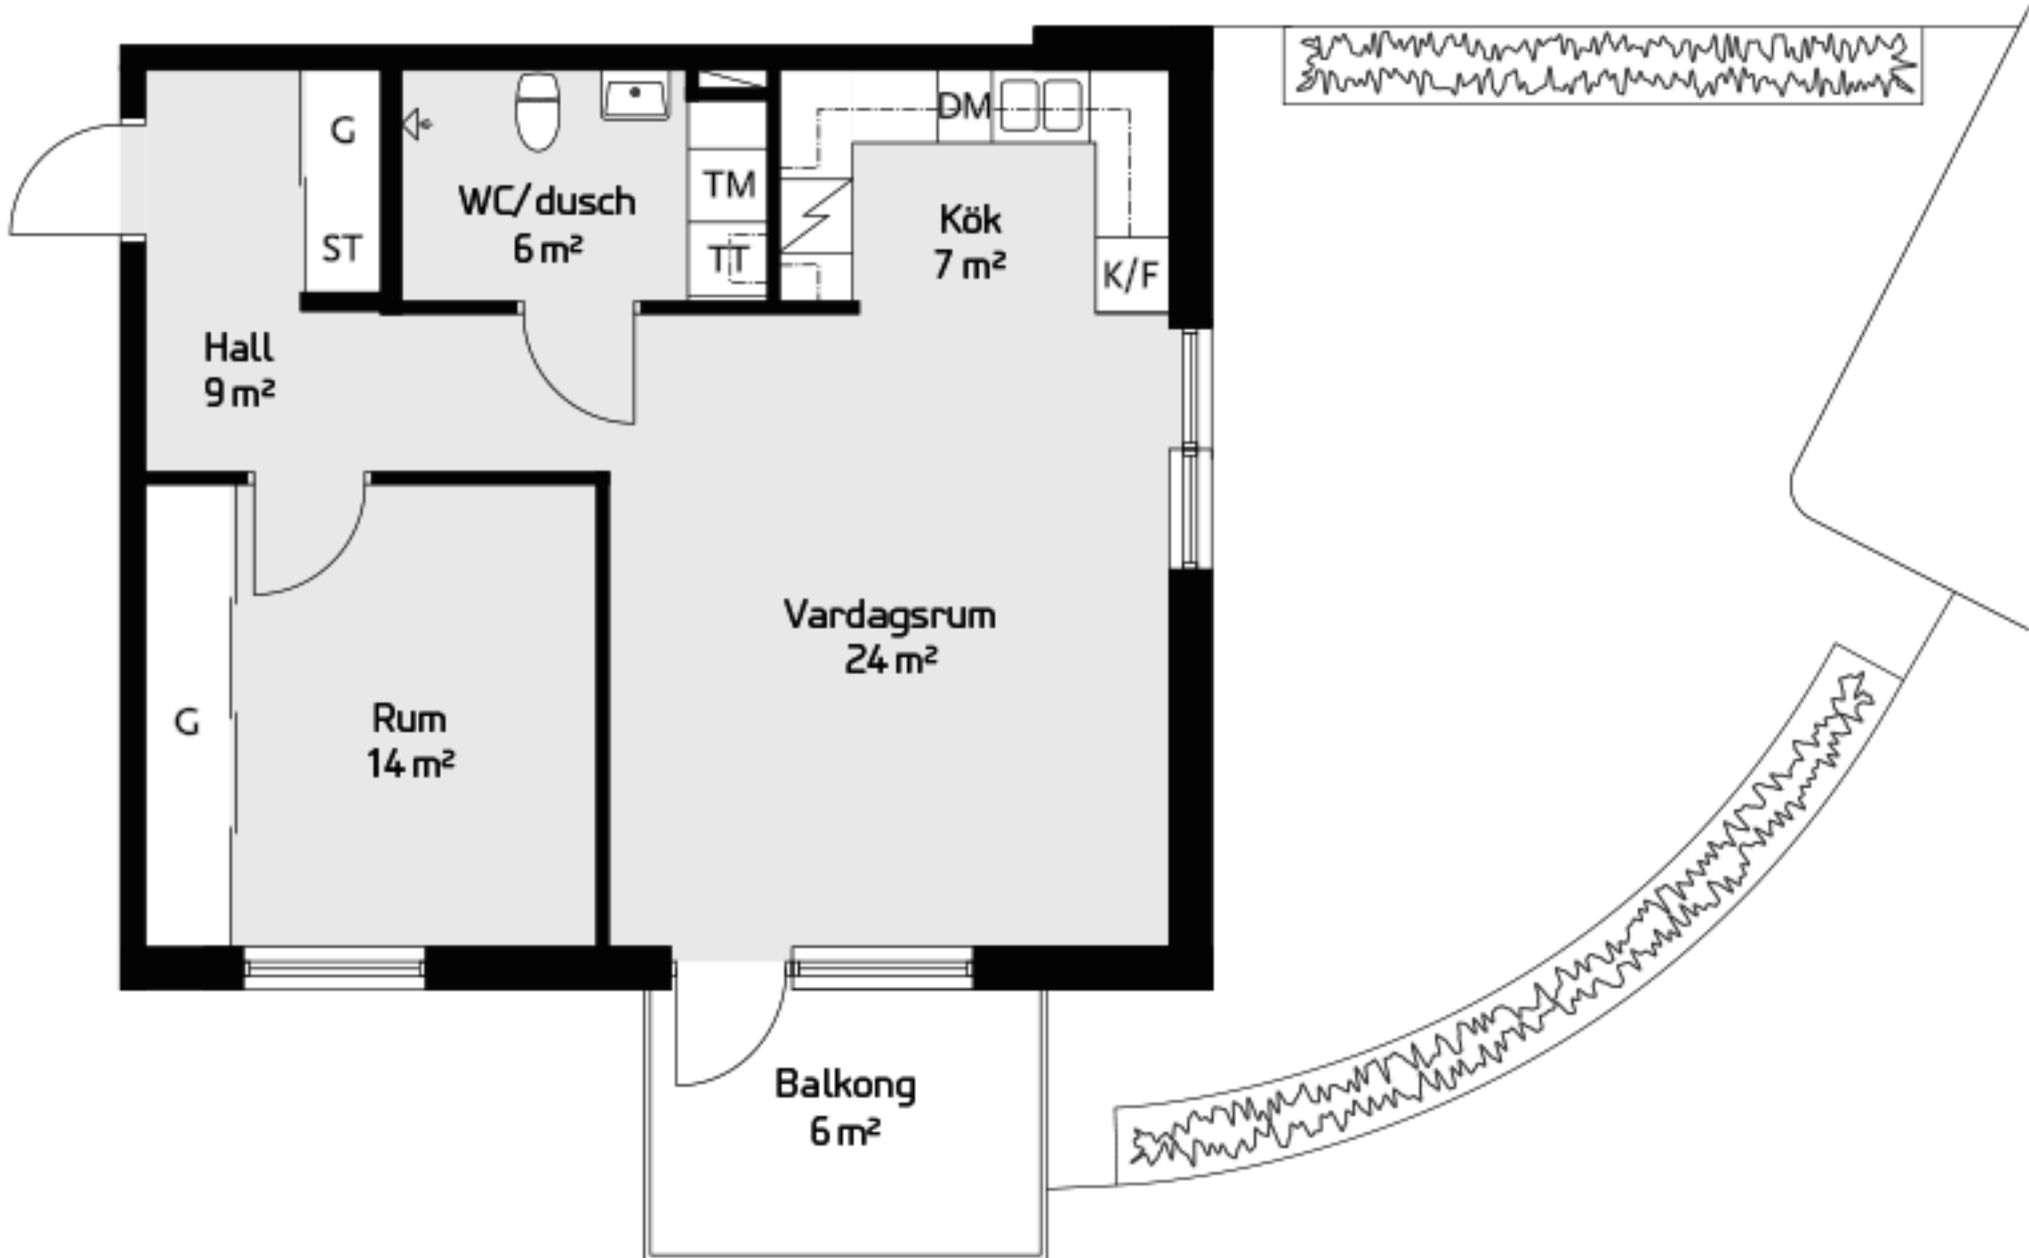 G
ST
WC/dusch
6 m²
TM
TT
DM
Kök
7 m²
K/F
Hall
9 m²
Vardagsrum
24 m²
G
Rum
14 m²
Balkong
6 m²